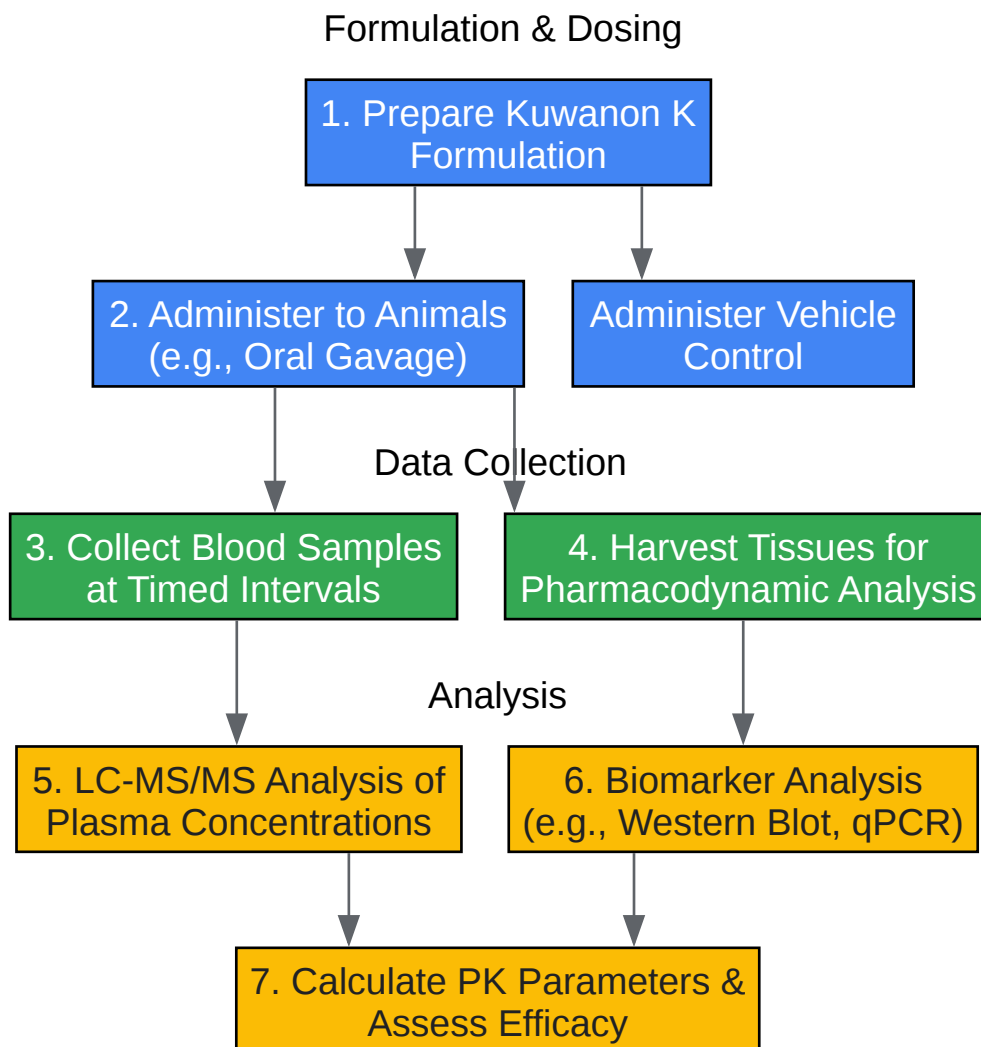 Formulation & Dosing
1. Prepare Kuwanon K
Formulation
2. Administer to Animals
(e.g., Oral Gavage)
Administer Vehicle
Control
Data Collection
3. Collect Blood Samples
at Timed Intervals
4. Harvest Tissues for
Pharmacodynamic Analysis
Analysis
5. LC-MS/MS Analysis of
Plasma Concentrations
6. Biomarker Analysis
(e.g., Western Blot, qPCR)
7. Calculate PK Parameters &
Assess Efficacy